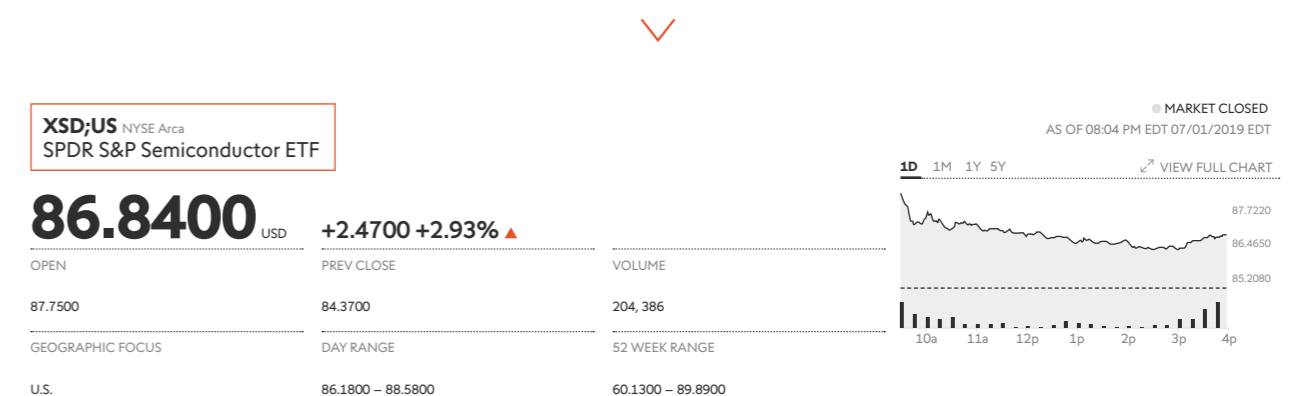 XSD;US NYSE Arca
SPDR S&P Semiconductor ETF
86.8400 USD
+2.4700 +2.93%
OPEN
87.7500
PREV CLOSE
84.3700
VOLUME
204, 386
GEOGRAPHIC FOCUS
U.S.
DAY RANGE
86.1800 – 88.5800
52 WEEK RANGE
60.1300 – 89.8900
MARKET CLOSED
AS OF 08:04 PM EDT 07/01/2019 EDT
1D 1M 1Y 5Y
VIEW FULL CHART
87.7220
86.4650
85.2080
10a 11a 12p 1p 2p 3p 4p